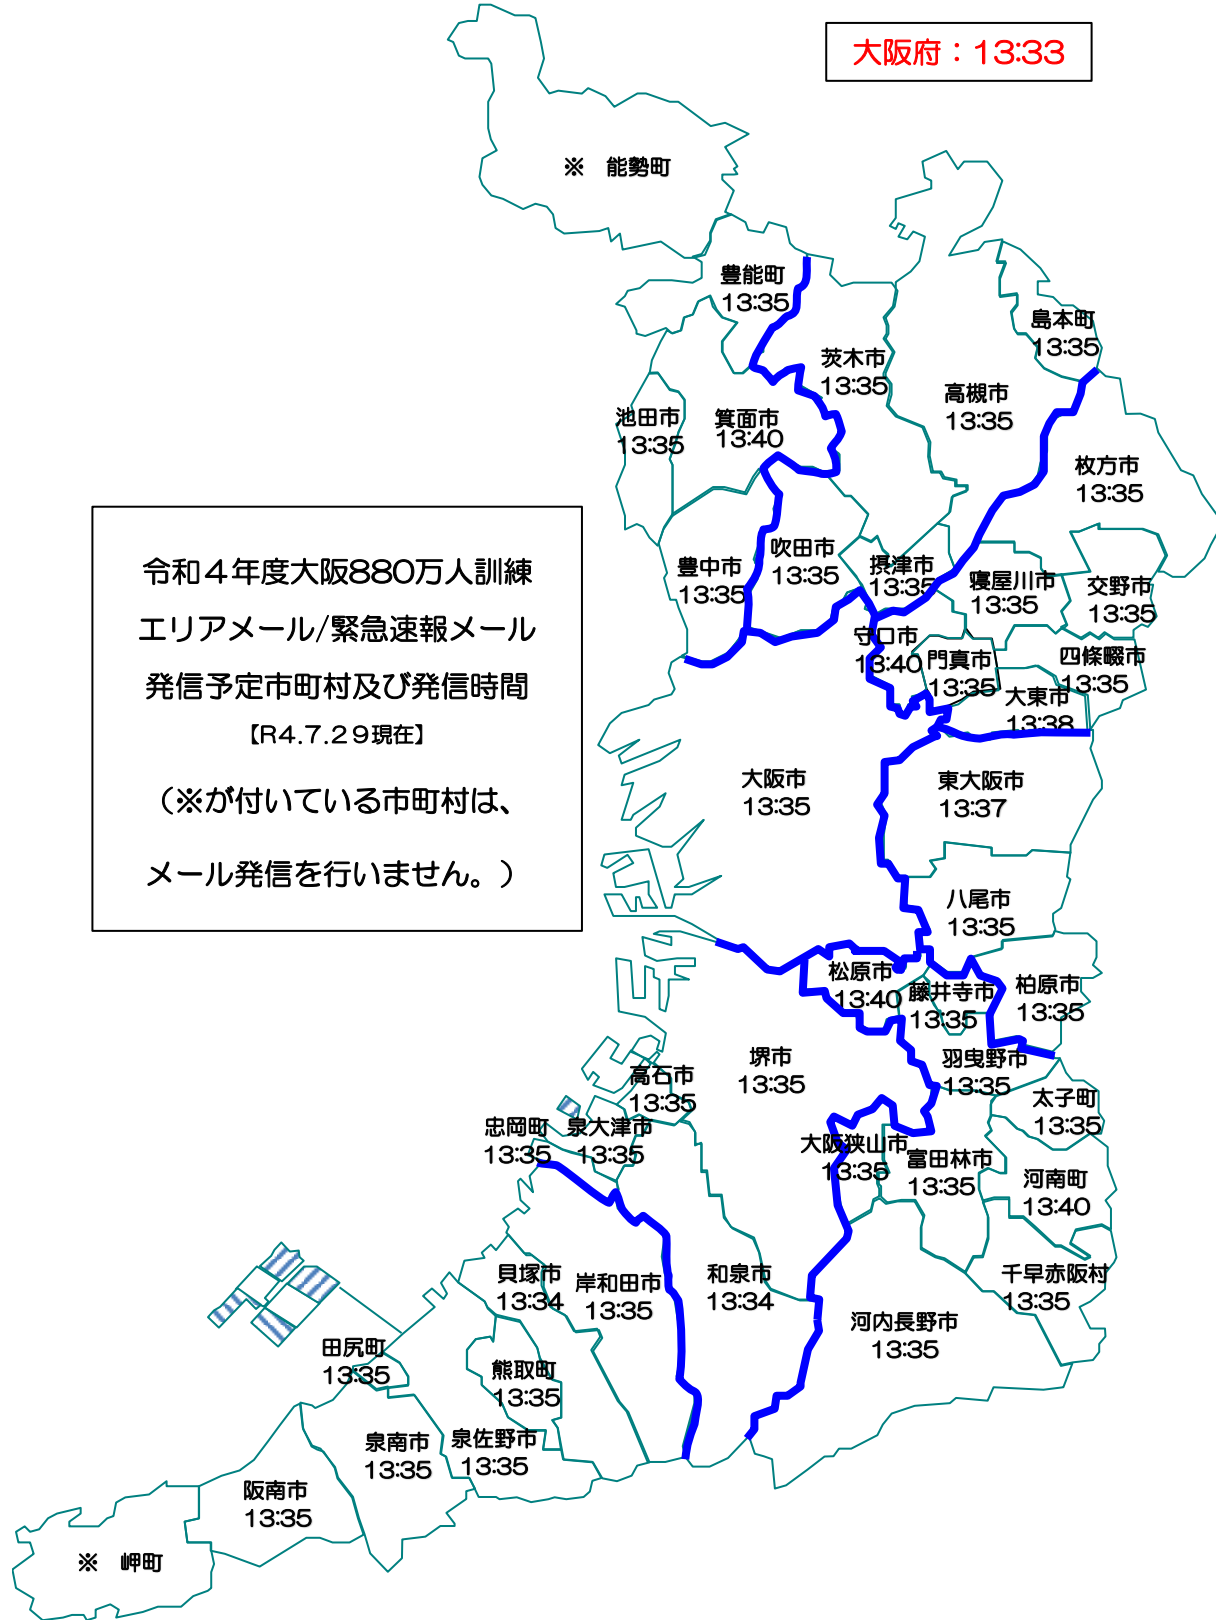 大阪府：13:33
※　能勢町
豊能町
13:35
島本町
13:35
茨木市
13:35
高槻市
13:35
池田市
13:35
箕面市
13:40
枚方市
13:35
令和４年度大阪880万人訓練
エリアメール/緊急速報メール
発信予定市町村及び発信時間
【R4.7.29現在】
（※が付いている市町村は、
メール発信を行いません。）
豊中市
13:35
吹田市
13:35
摂津市
13:35
寝屋川市
13:35
交野市
13:35
守口市
13:40
門真市
13:35
四條畷市
13:35
大東市
13:38
大阪市
13:35
東大阪市
13:37
八尾市
13:35
松原市
13:40
藤井寺市
13:35
柏原市
13:35
堺市
13:35
羽曳野市
13:35
高石市
13:35
太子町
13:35
忠岡町
13:35
泉大津市
13:35
大阪狭山市
13:35
富田林市
13:35
河南町
13:40
貝塚市
13:34
岸和田市
13:35
和泉市
13:34
千早赤阪村
13:35
河内長野市
13:35
田尻町
13:35
熊取町
13:35
泉南市
13:35
泉佐野市
13:35
阪南市
13:35
※　岬町